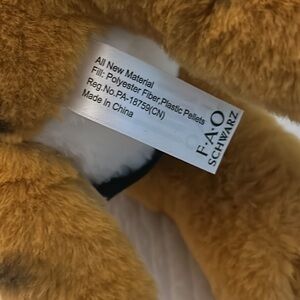 All New Material
Fill: Polyester Fiber,Plastic Pellets
Reg.No.PA-18759(CN)
Made In China
F·A·O
SCHWARZ